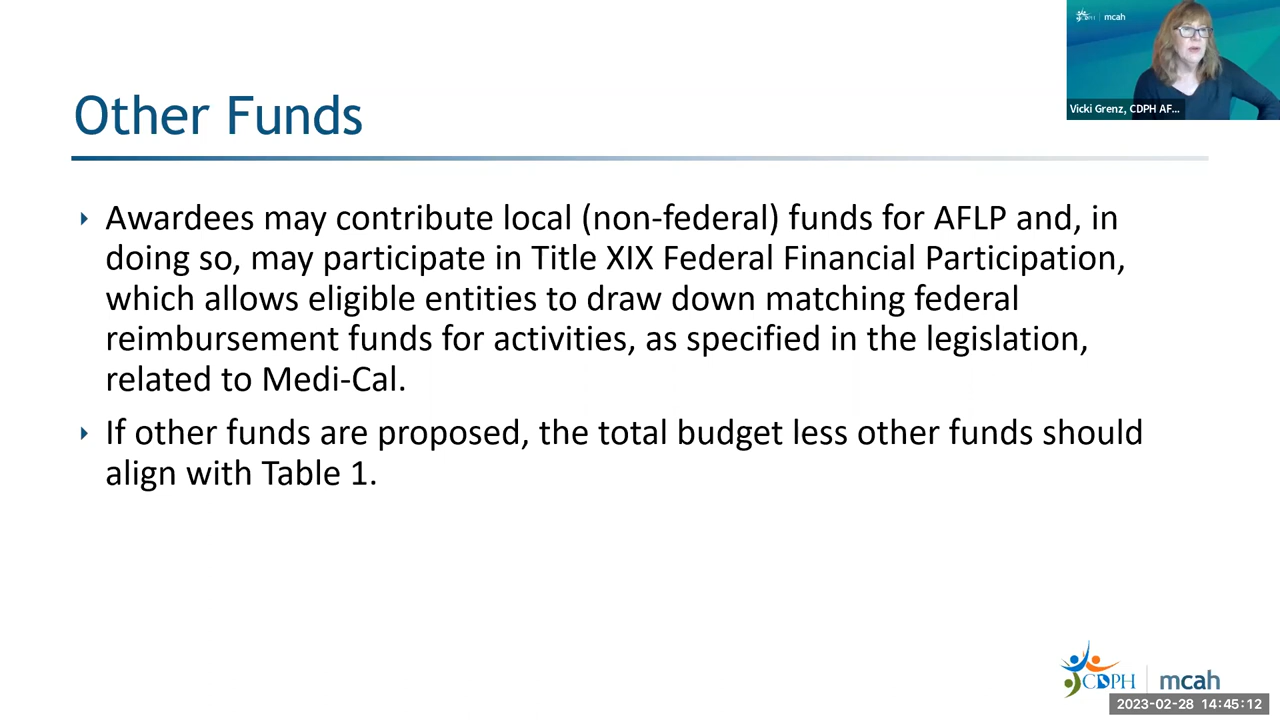 CDPH mcah
Vicki Grenz, CDPH AF...
Other Funds
Awardees may contribute local (non-federal) funds for AFLP and, in
doing so, may participate in Title XIX Federal Financial Participation,
which allows eligible entities to draw down matching federal
reimbursement funds for activities, as specified in the legislation,
related to Medi-Cal.
If other funds are proposed, the total budget less other funds should
align with Table 1.
CDPH mcah
2023-02-28 14:45:12